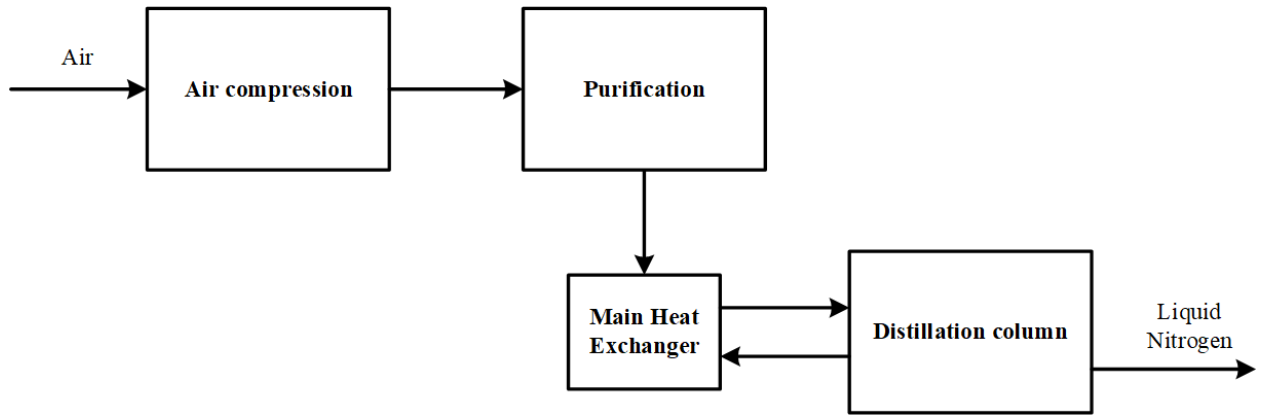 Air
Air compression
Purification
Main Heat
Exchanger
Distillation column
Liquid
Nitrogen